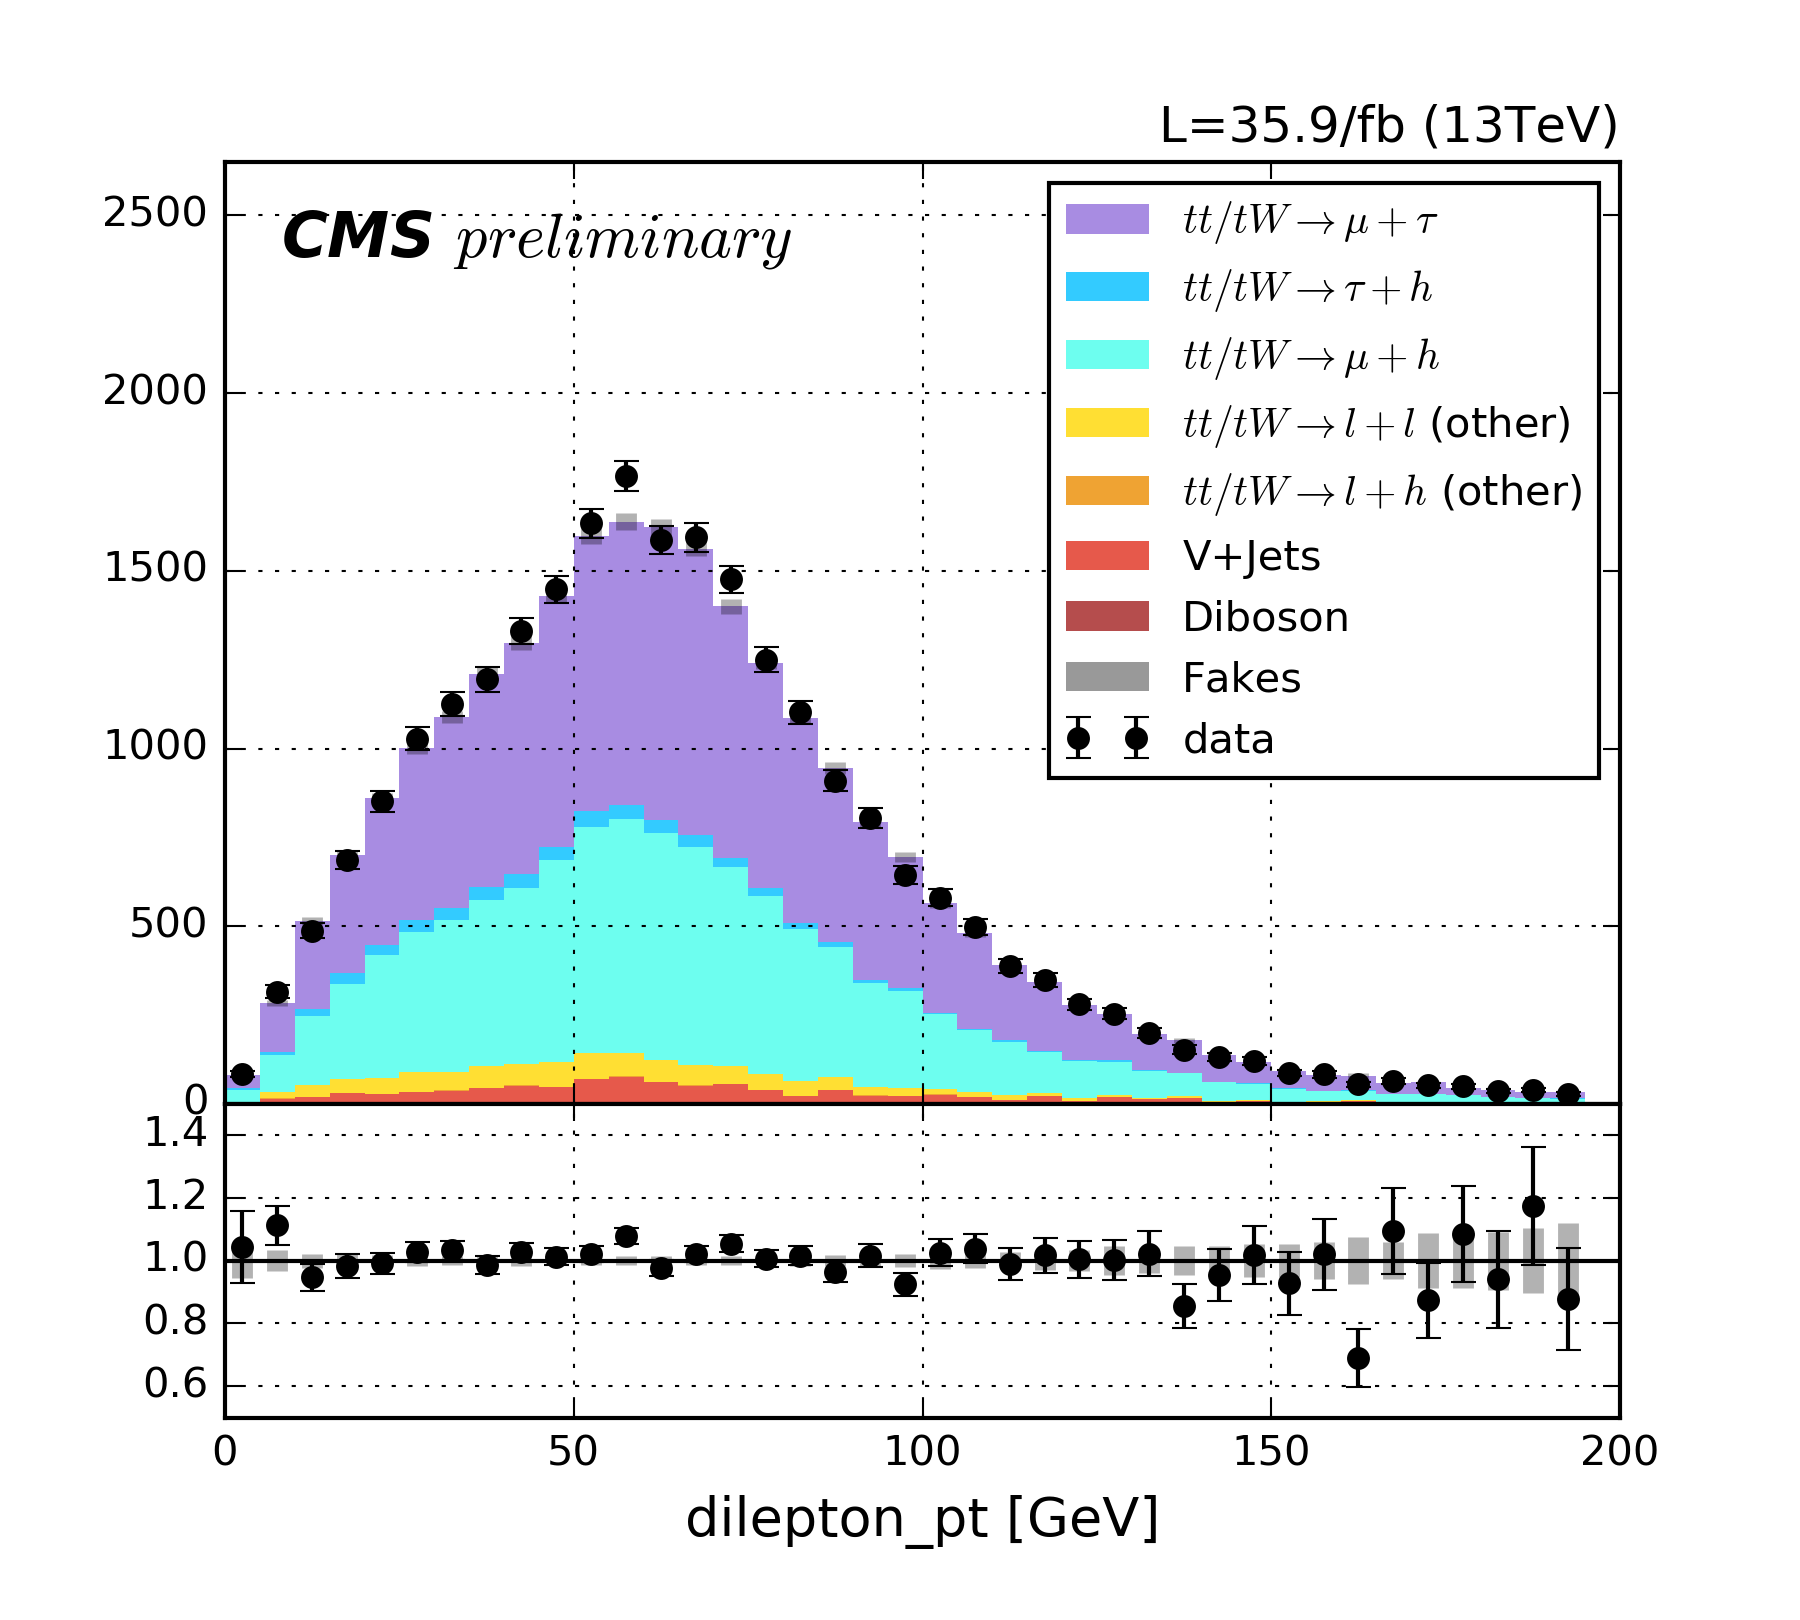 L=35.9/fb (13TeV)
CMS preliminary
2500
2000
1500
1000
500
0
tt/tW → μ + τ
tt/tW → τ + h
tt/tW → μ + h
tt/tW → l + l (other)
tt/tW → l + h (other)
V+Jets
Diboson
Fakes
data
1.4
1.2
1.0
0.8
0.6
0 50 100 150 200
dilepton_pt [GeV]